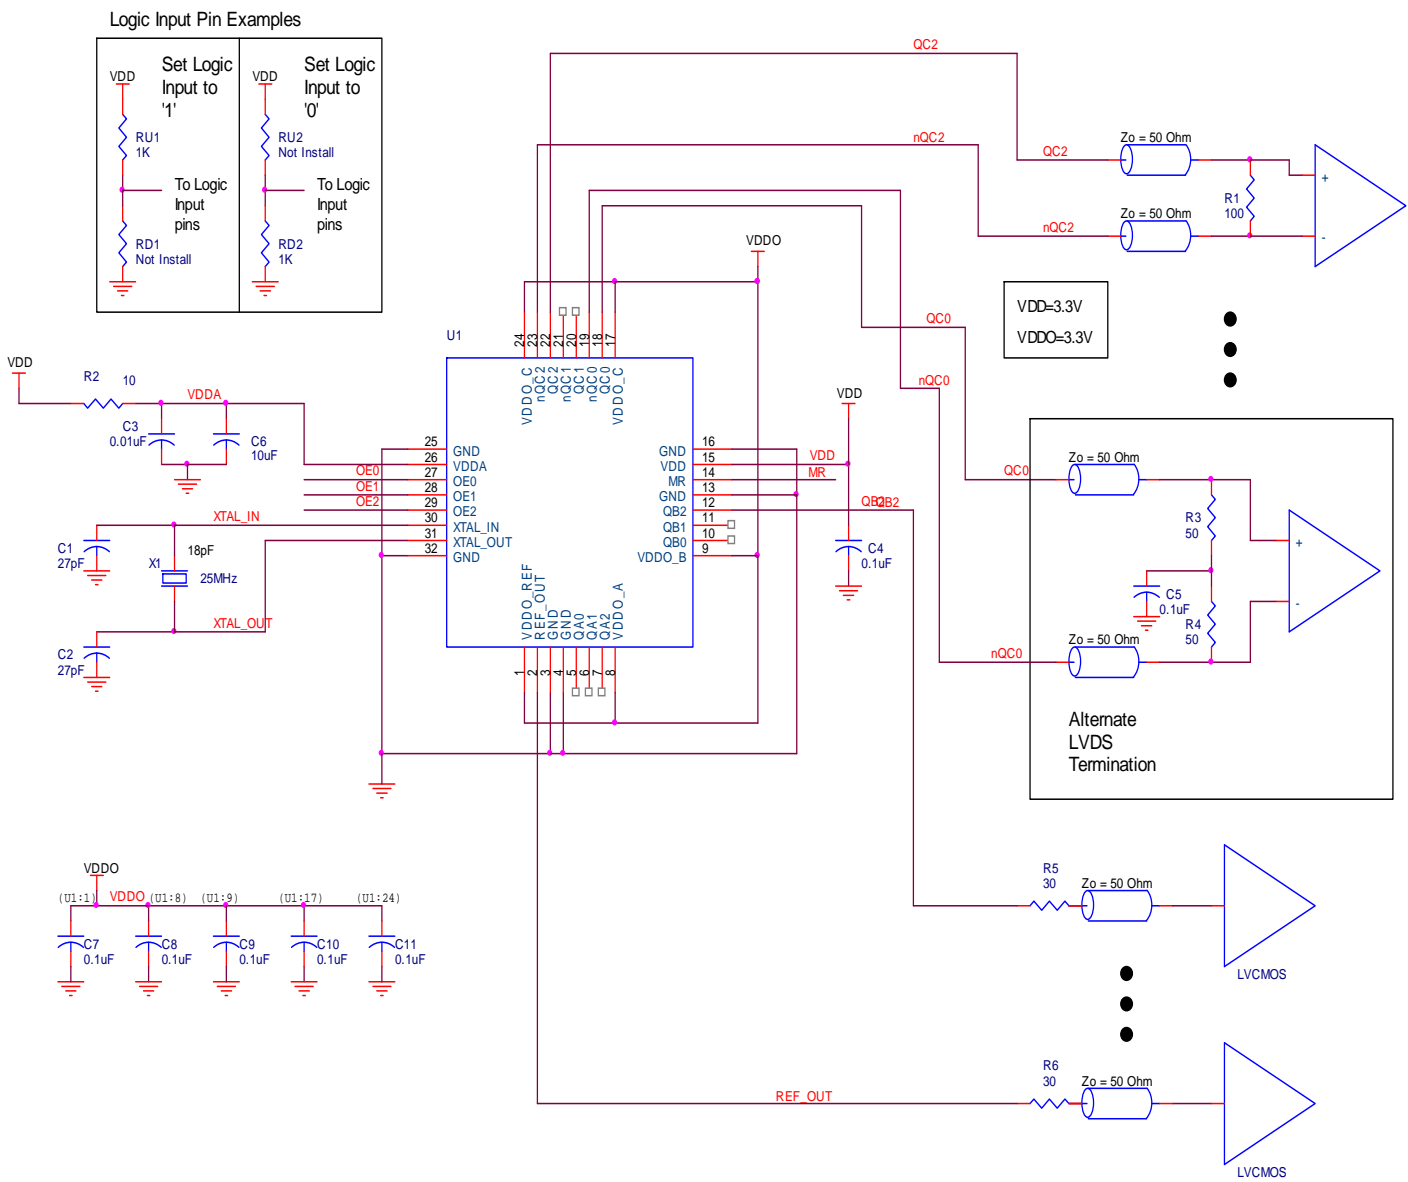 Logic Input Pin Examples
VDD
Set Logic
Input to
'1'
RU1
1K
To Logic
Input
pins
RD1
Not Install
VDD
Set Logic
Input to
'0'
RU2
Not Install
To Logic
Input
pins
RD2
1K
QC2
nQC2
QC2
Zo = 50 Ohm
nQC2
Zo = 50 Ohm
R1
100
+
-
VDDO
VDD=3.3V
VDDO=3.3V
QC0
nQC0
U1
24
23
22
21
20
19
18
17
VDDO_C
nQC2
QC2
nQC1
QC1
nQC0
QC0
VDDO_C
VDD
R2
10
VDDA
C3
0.01uF
C6
10uF
VDD
25
26
27
28
29
30
31
32
GND
VDDA
OE0
OE1
OE2
XTAL_IN
XTAL_OUT
GND
OE0
OE1
OE2
XTAL_IN
XTAL_OUT
C1
27pF
X1
18pF
25MHz
C2
27pF
GND
VDD
MR
GND
QB2
QB1
QB0
VDDO_B
16
15
14
13
12
11
10
9
VDD
MR
QB2
QB2
C4
0.1uF
VDDO_REF
REF_OUT
GND
GND
QA0
QA1
QA2
VDDO_A
1
2
3
4
5
6
7
8
QC0
Zo = 50 Ohm
R3
50
C5
0.1uF
R4
50
+
-
nQC0
Zo = 50 Ohm
Alternate
LVDS
Termination
VDDO
(U1:1)
VDDO
(U1:8)
(U1:9)
(U1:17)
(U1:24)
C7
0.1uF
C8
0.1uF
C9
0.1uF
C10
0.1uF
C11
0.1uF
R5
30
Zo = 50 Ohm
LVCMOS
REF_OUT
R6
30
Zo = 50 Ohm
LVCMOS